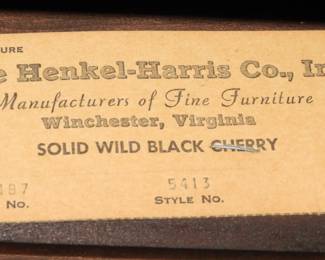 URE
e Henkel-Harris Co., In
Manufacturers of Fine Furniture
Winchester, Virginia
SOLID WILD BLACK CHERRY
487 5413
No. STYLE No.